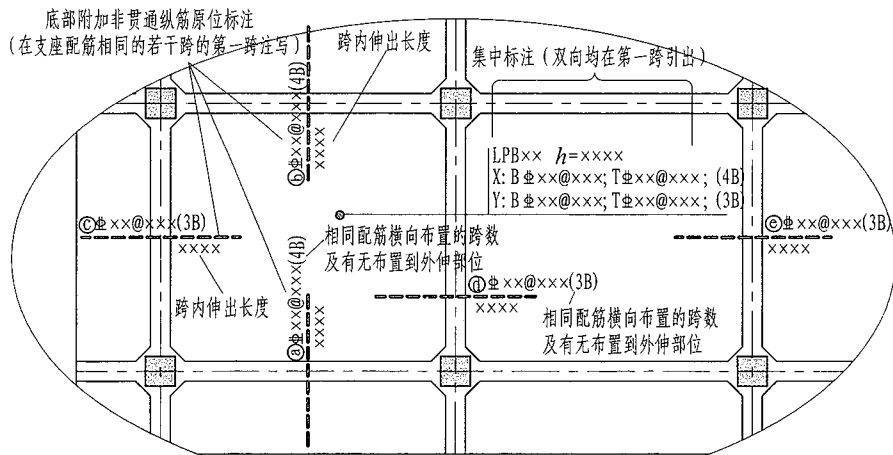 底部附加非贯通纵筋原位标注
(在支座配筋相同的若干跨的第一跨注写)
跨内伸出长度
集中标注(双向均在第一跨引出)
ⓑ⏀××@×××(4B)
××××
LPB×× h=××××
X: B⏀××@×××; T⏀××@×××; (4B)
Y: B⏀××@×××; T⏀××@×××; (3B)
ⓒ⏀××@×××(3B)
××××
ⓔ⏀××@×××(3B)
××××
相同配筋横向布置的跨数
及有无布置到外伸部位
ⓐ⏀××@×××(4B)
××××
跨内伸出长度
ⓓ⏀××@×××(3B)
××××
相同配筋横向布置的跨数
及有无布置到外伸部位